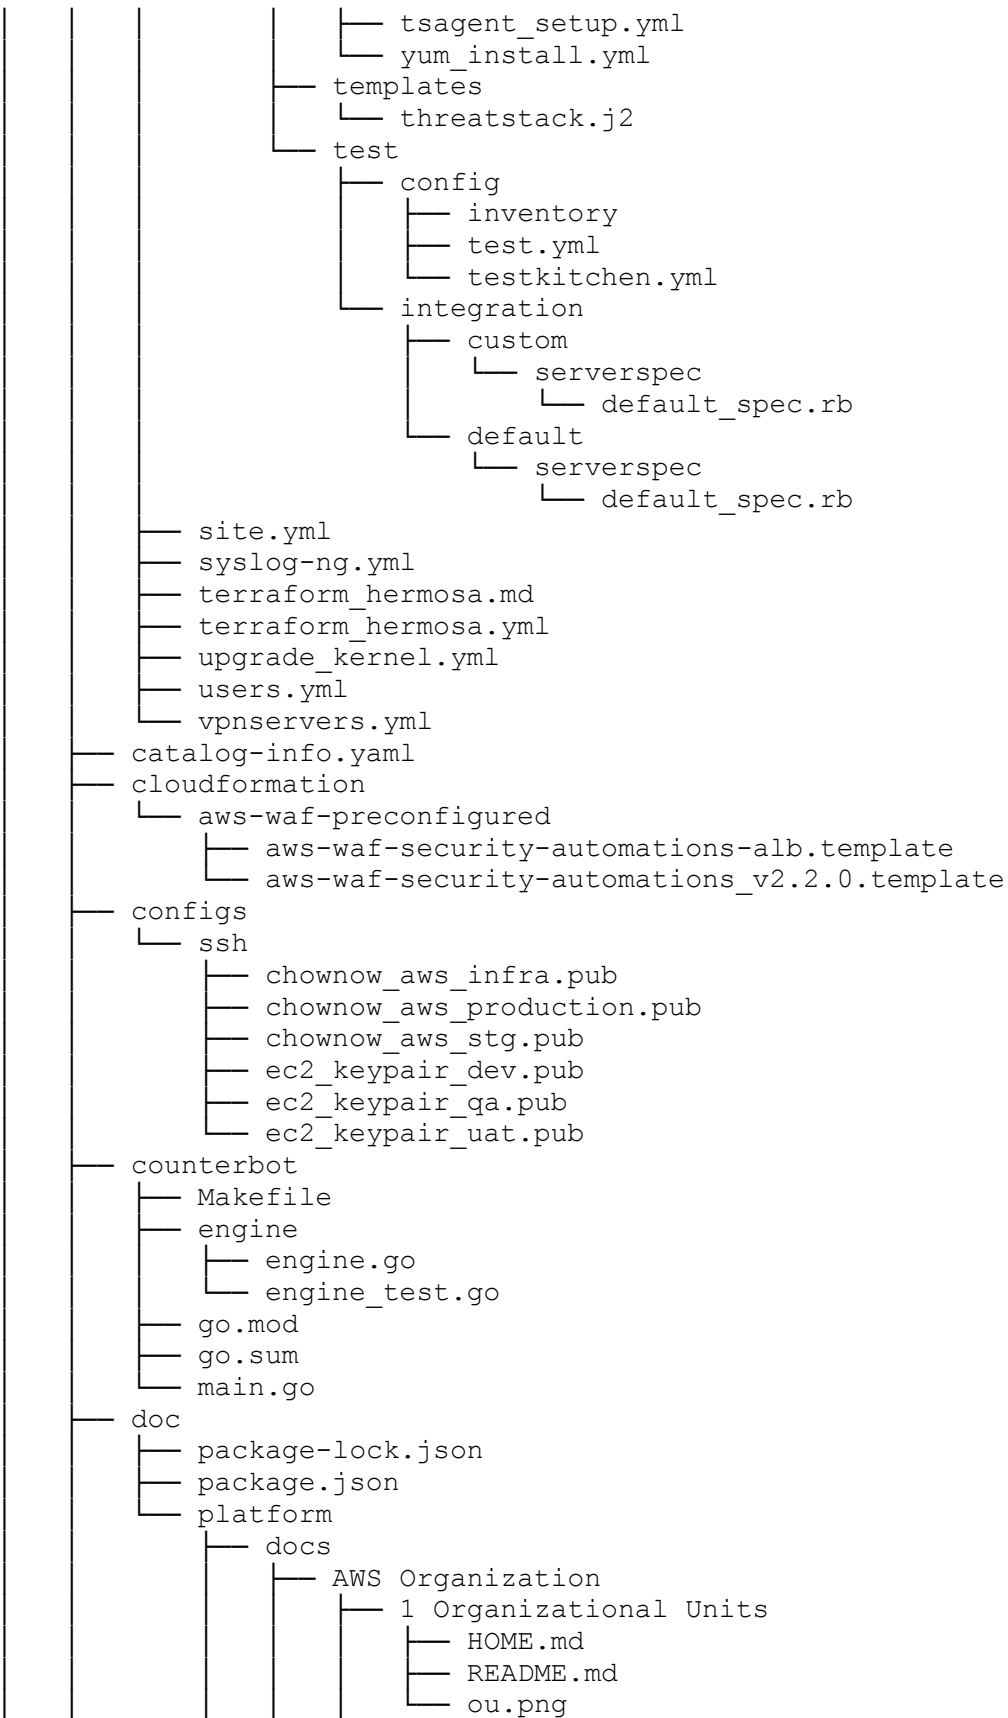 tsagent_setup.yml
yum_install.yml
templates
threatstack.j2
test
config
inventory
test.yml
testkitchen.yml
integration
custom
serverspec
default_spec.rb
default
serverspec
default_spec.rb
site.yml
syslog-ng.yml
terraform_hermosa.md
terraform_hermosa.yml
upgrade_kernel.yml
users.yml
vpnservers.yml
catalog-info.yaml
cloudformation
aws-waf-preconfigured
aws-waf-security-automations-alb.template
aws-waf-security-automations_v2.2.0.template
configs
ssh
chownow_aws_infra.pub
chownow_aws_production.pub
chownow_aws_stg.pub
ec2_keypair_dev.pub
ec2_keypair_qa.pub
ec2_keypair_uat.pub
counterbot
Makefile
engine
engine.go
engine_test.go
go.mod
go.sum
main.go
doc
package-lock.json
package.json
platform
docs
AWS Organization
1 Organizational Units
HOME.md
README.md
ou.png